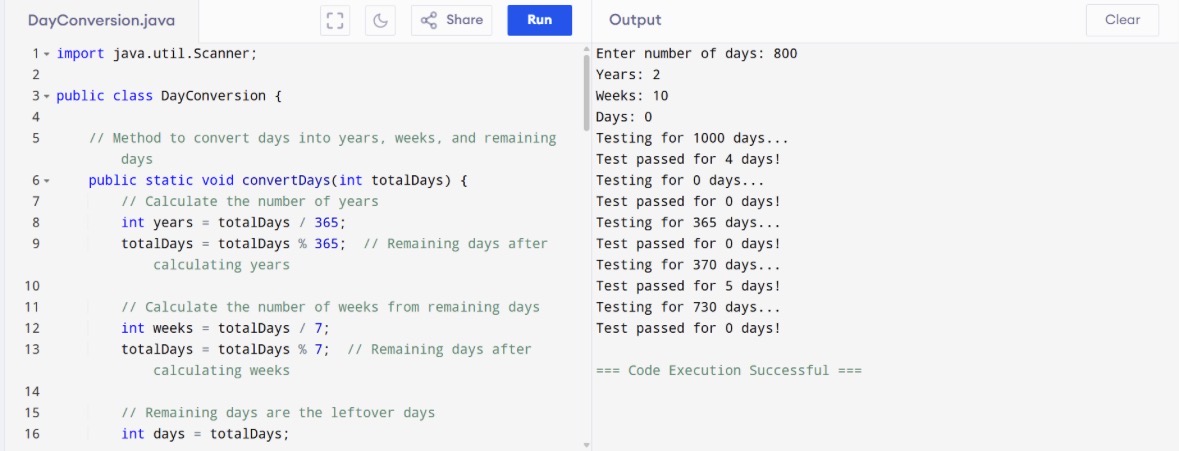 DayConversion.java
Share
Run
1 import java.util.Scanner;
2
3 public class DayConversion {
4
5 // Method to convert days into years, weeks, and remaining
days
6 public static void convertDays(int totalDays) {
7 // Calculate the number of years
8 int years = totalDays / 365;
9 totalDays = totalDays % 365; // Remaining days after
calculating years
10
11 // Calculate the number of weeks from remaining days
12 int weeks = totalDays / 7;
13 totalDays = totalDays % 7; // Remaining days after
calculating weeks
14
15 // Remaining days are the leftover days
16 int days = totalDays;
Output
Clear
Enter number of days: 800
Years: 2
Weeks: 10
Days: 0
Testing for 1000 days...
Test passed for 4 days!
Testing for 0 days...
Test passed for 0 days!
Testing for 365 days...
Test passed for 0 days!
Testing for 370 days...
Test passed for 5 days!
Testing for 730 days...
Test passed for 0 days!
=== Code Execution Successful ===